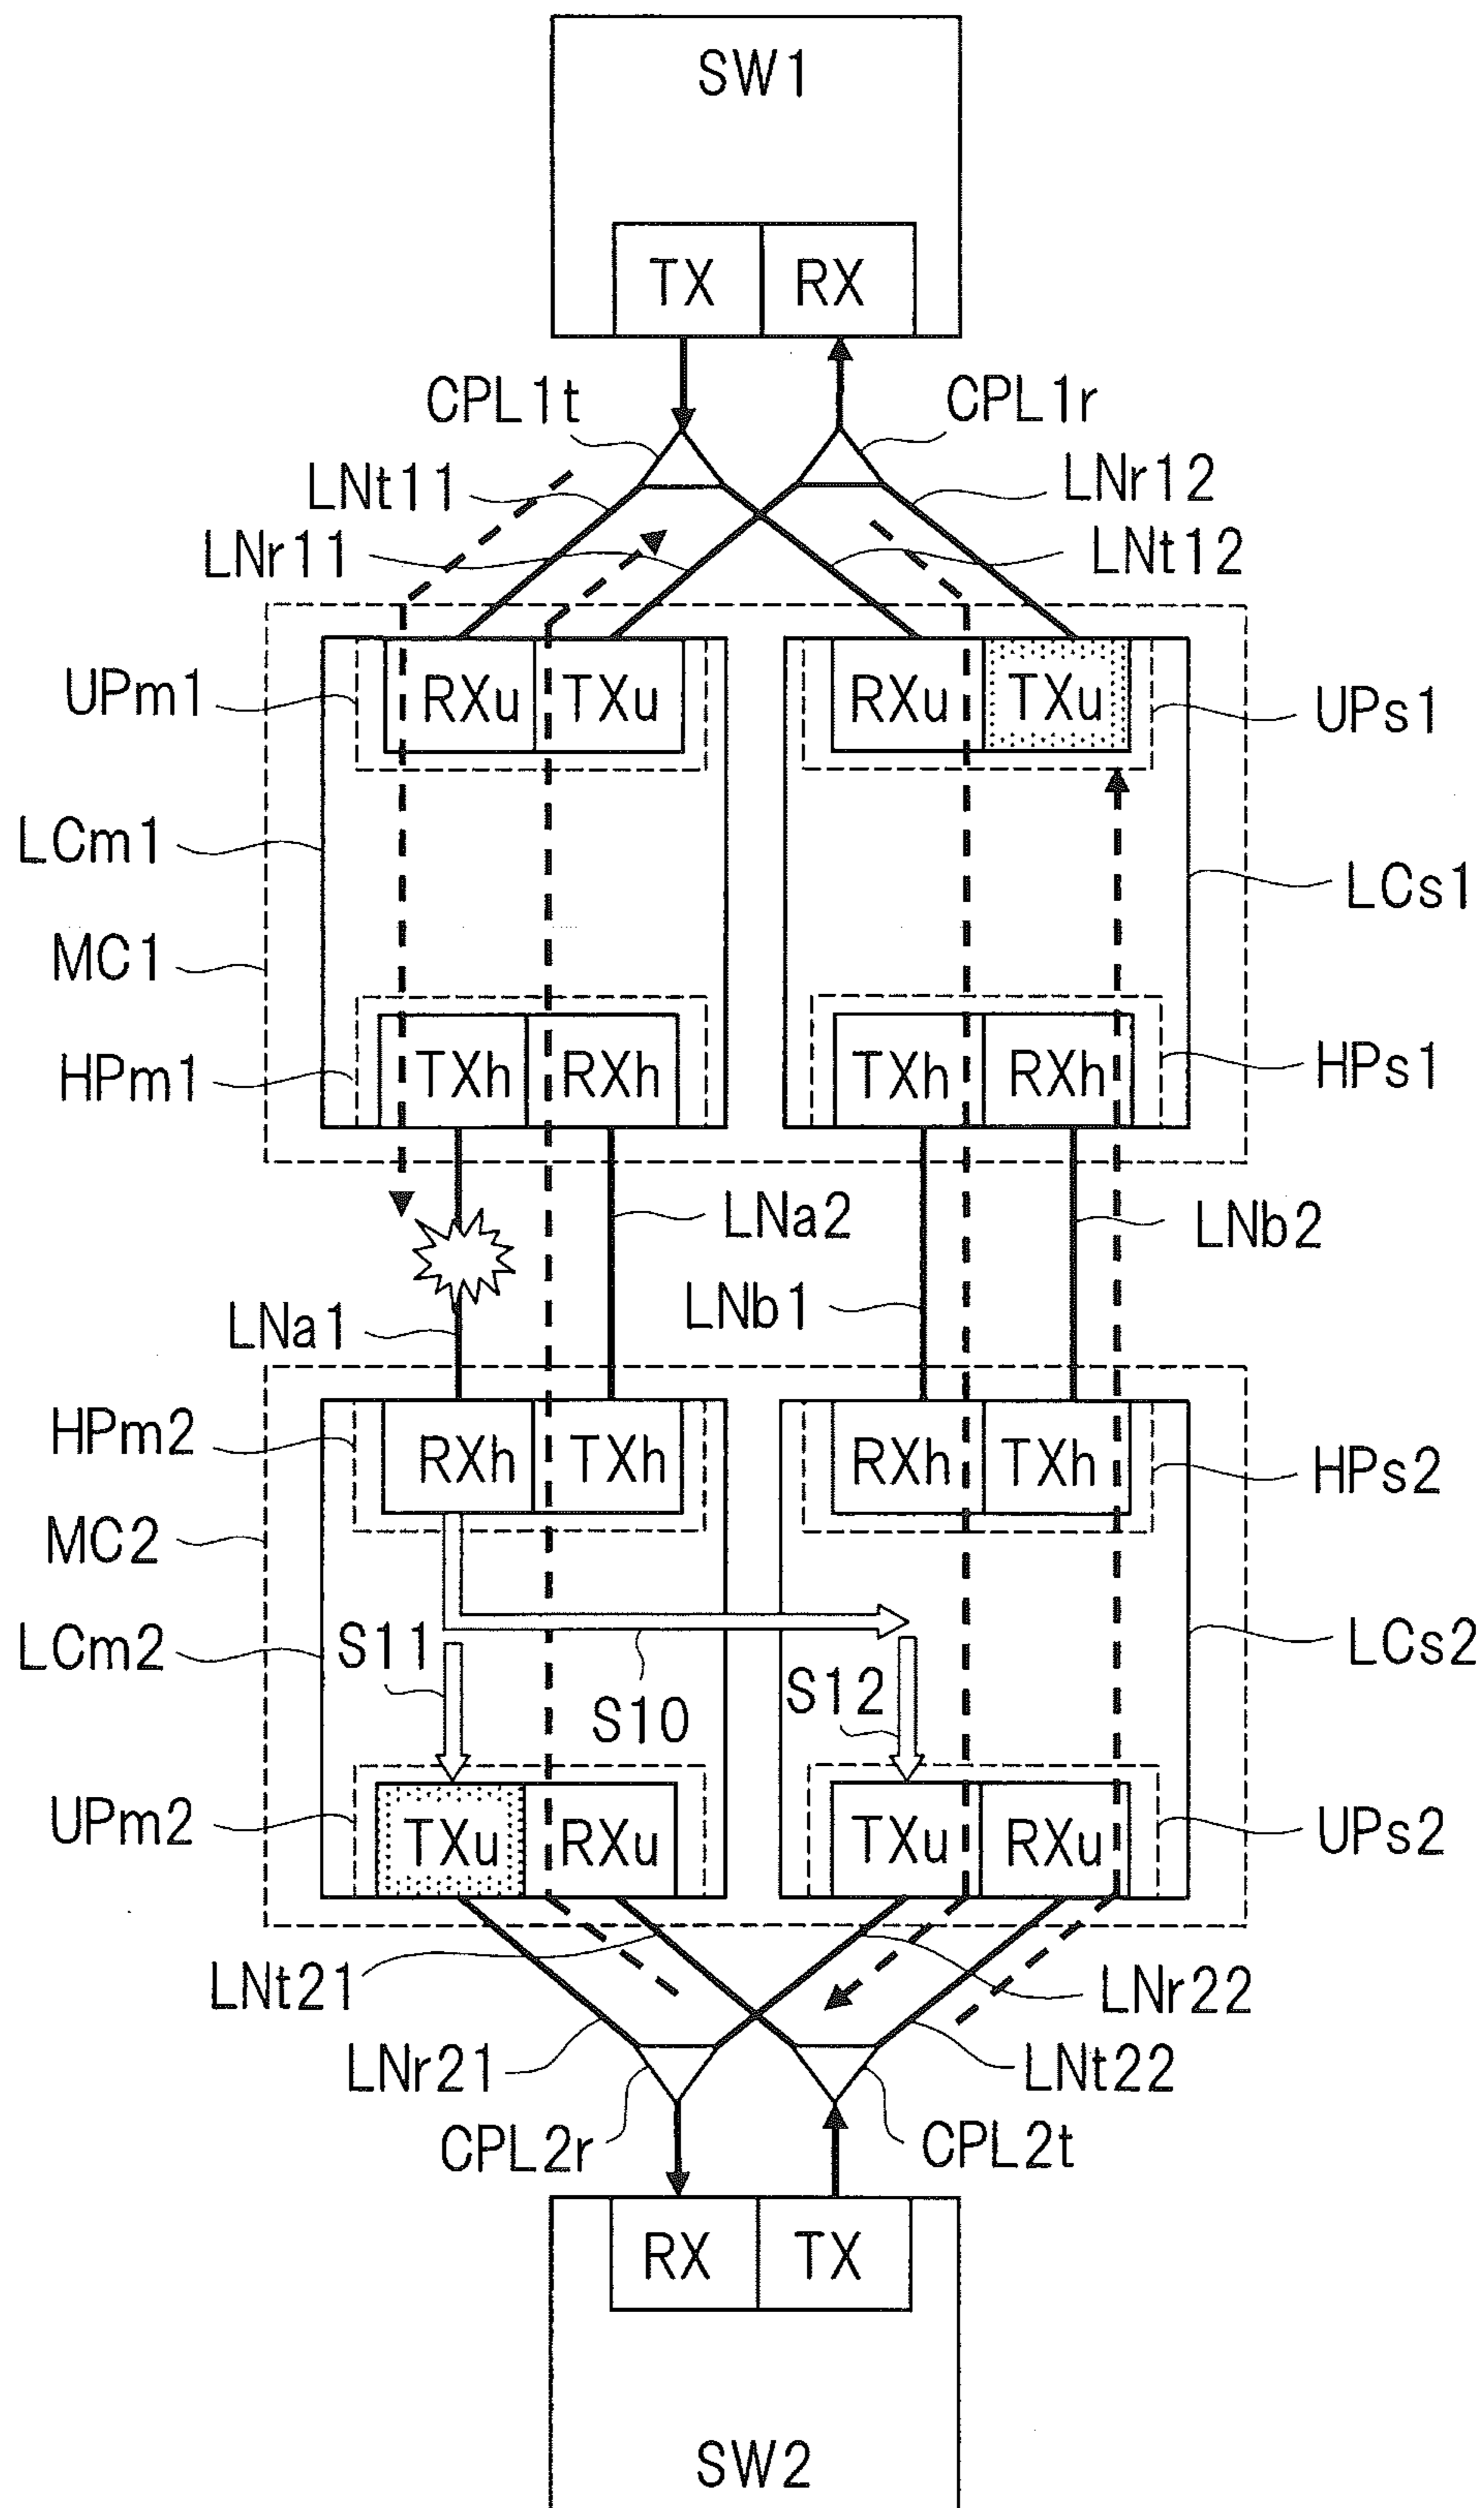 SW1
TX RX
CPL1t CPL1r
LNt11 LNr12
LNr11 LNt12
UPm1 RXu TXu RXu TXu UPs1
LCm1 LCs1
MC1
HPm1 TXh RXh TXh RXh HPs1
LNa2 LNb2
LNa1 LNb1
HPm2 RXh TXh RXh TXh HPs2
MC2
LCm2 S11 S10 S12 LCs2
UPm2 TXu RXu TXu RXu UPs2
LNt21 LNr22
LNr21 LNt22
CPL2r CPL2t
RX TX
SW2